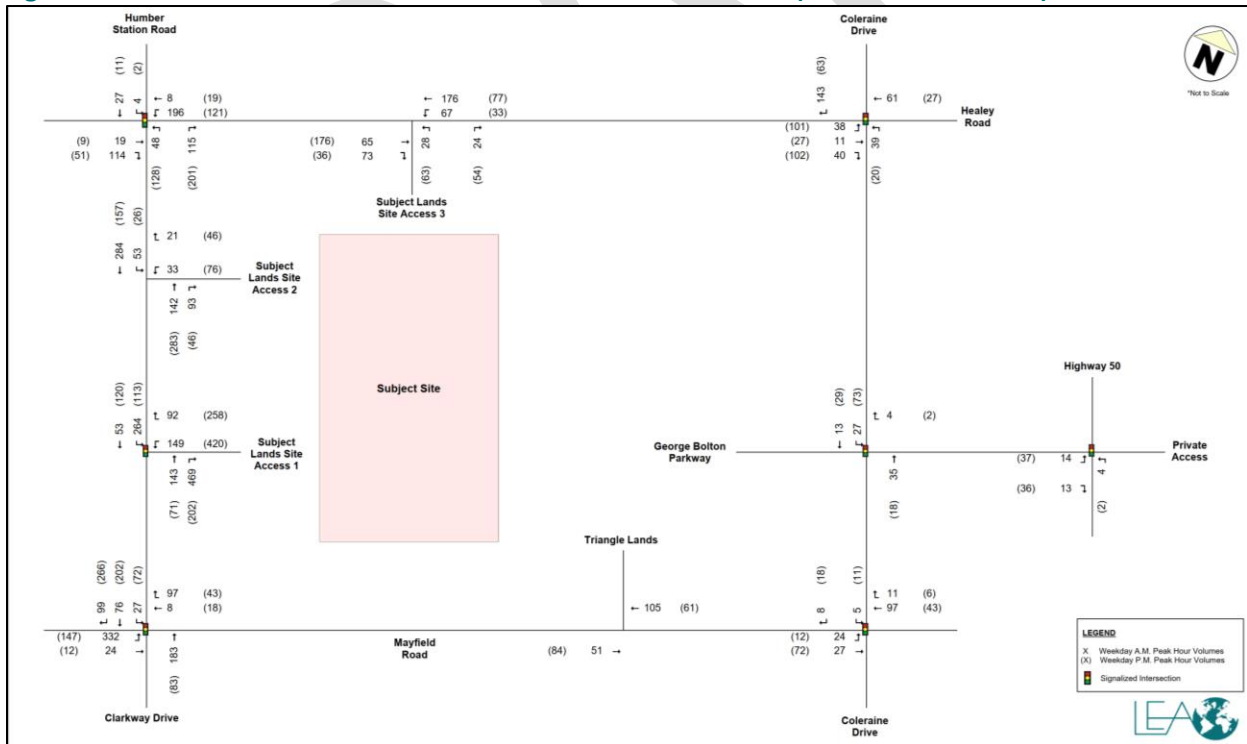 Humber
Station Road
Coleraine
Drive
N
*Not to Scale
(11) (2)
27 4
8 (19)
196 (121)
(9) 19
(51) 114
48 115
(128) (201)
176 (77)
67 (33)
(176) 65
(36) 73
28 24
(63) (54)
Subject Lands
Site Access 3
(63)
143
61 (27)
Healey
Road
(101) 38
(27) 11
(102) 40
39
(20)
(157) (26)
284 53
21 (46)
33 (76)
Subject
Lands Site
Access 2
142 93
(283) (46)
(120) (113)
53 264
92 (258)
149 (420)
Subject
Lands Site
Access 1
143 469
(71) (202)
Subject Site
Highway 50
(29) (73)
13 27
4 (2)
George Bolton
Parkway
35
(18)
(37) 14
(36) 13
4
(2)
Private
Access
Triangle Lands
105 (61)
(266) (202) (72)
99 76 27
97 (43)
8 (18)
(147) 332
(12) 24
183
(83)
Mayfield
Road
(84) 51
(18) (11)
8 5
11 (6)
97 (43)
(12) 24
(72) 27
Clarkway Drive
Coleraine
Drive
LEGEND
X Weekday A.M. Peak Hour Volumes
(X) Weekday P.M. Peak Hour Volumes
Signalized Intersection
LEA